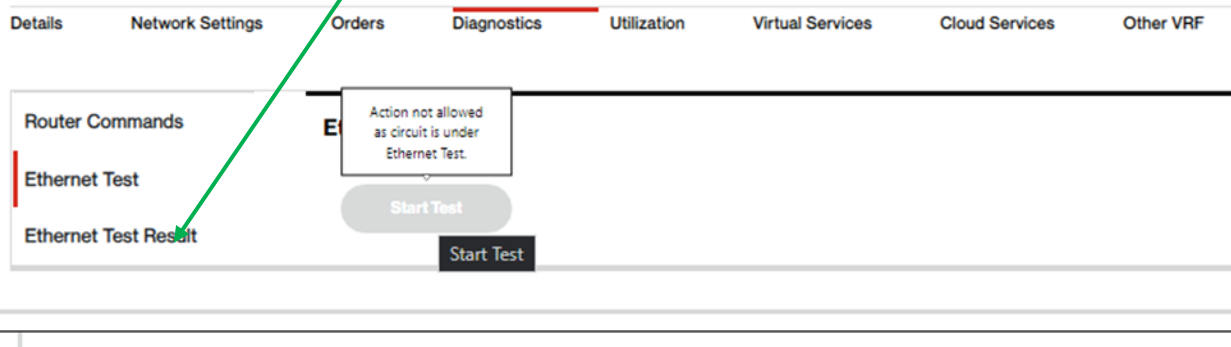 Details Network Settings Orders Diagnostics Utilization Virtual Services Cloud Services Other VRF
Router Commands
Action not allowed
as circuit is under
Ethernet Test.
Ethernet Test
Start Test
Ethernet Test Result
Start Test